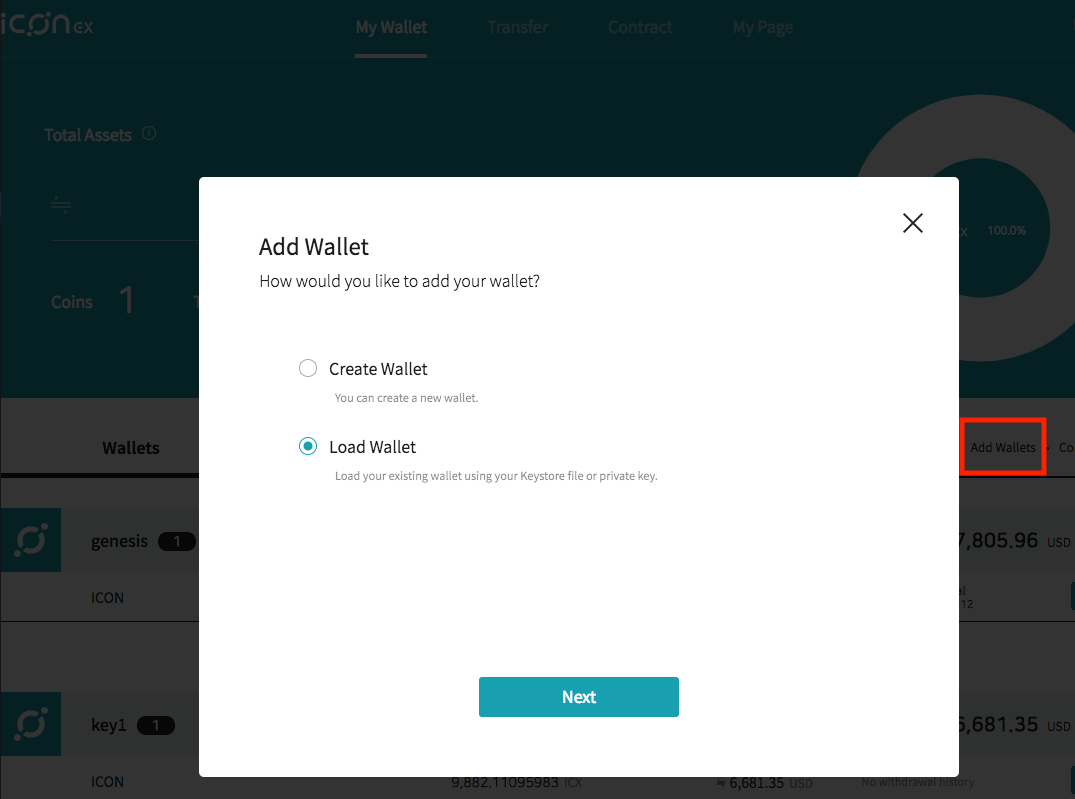 icon ex
My Wallet Transfer Contract My Page
Total Assets
100.0%
Coins 1
Add Wallet
How would you like to add your wallet?
Create Wallet
You can create a new wallet.
Load Wallet
Load your existing wallet using your Keystore file or private key.
Next
Wallets Add Wallets
genesis 1 7,805.96 USD
ICON 12
key1 1 6,681.35 USD
ICON 9,882.11095983 ICX ≒ 6,681.35 USD No withdrawal history